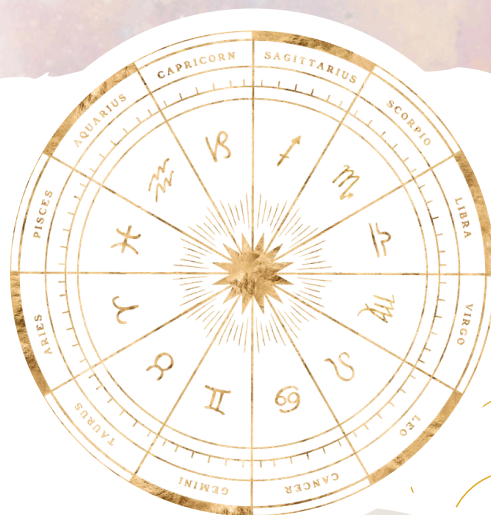 CAPRICORN
SAGITTARIUS
SCORPIO
LIBRA
VIRGO
LEO
CANCER
GEMINI
TAURUS
ARIES
PISCES
AQUARIUS